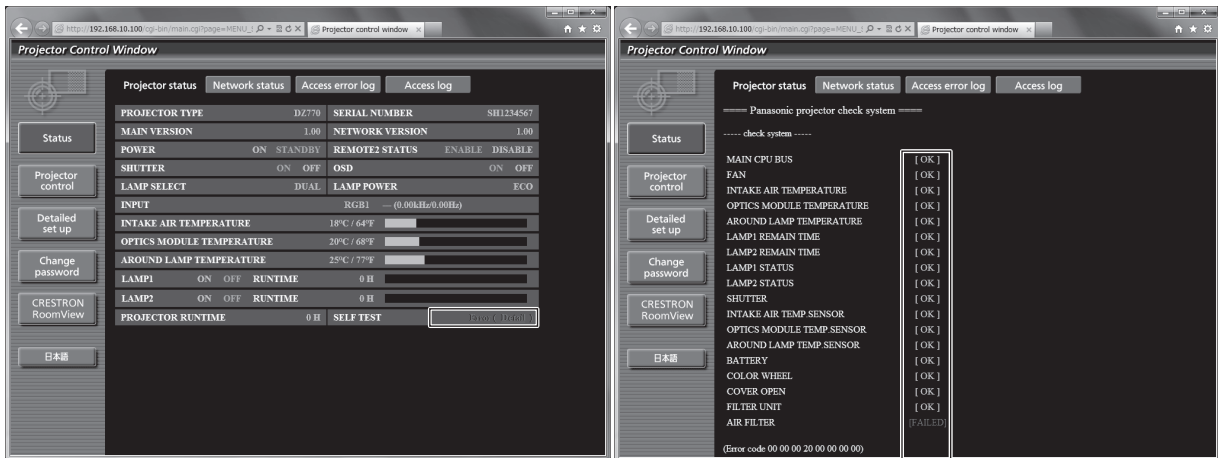 http://192.168.10.100/cgi-bin/main.cgi?page=MENU_
Projector control window
Projector Control Window
Projector status Network status Access error log Access log
Status
Projector control
Detailed set up
Change password
CRESTRON RoomView
日本語
PROJECTOR TYPE DZ770 SERIAL NUMBER SH1234567
MAIN VERSION 1.00 NETWORK VERSION 1.00
POWER ON STANDBY REMOTE2 STATUS ENABLE DISABLE
SHUTTER ON OFF OSD ON OFF
LAMP SELECT DUAL LAMP POWER ECO
INPUT RGB1 — (0.00kHz/0.00Hz)
INTAKE AIR TEMPERATURE 18°C / 64°F
OPTICS MODULE TEMPERATURE 20°C / 68°F
AROUND LAMP TEMPERATURE 25°C / 77°F
LAMP1 ON OFF RUNTIME 0 H
LAMP2 ON OFF RUNTIME 0 H
PROJECTOR RUNTIME 0 H SELF TEST Error ( Detail )
http://192.168.10.100/cgi-bin/main.cgi?page=MENU_
Projector control window
Projector Control Window
Projector status Network status Access error log Access log
Status
Projector control
Detailed set up
Change password
CRESTRON RoomView
日本語
==== Panasonic projector check system ====
----- check system -----
MAIN CPU BUS [ OK ]
FAN [ OK ]
INTAKE AIR TEMPERATURE [ OK ]
OPTICS MODULE TEMPERATURE [ OK ]
AROUND LAMP TEMPERATURE [ OK ]
LAMP1 REMAIN TIME [ OK ]
LAMP2 REMAIN TIME [ OK ]
LAMP1 STATUS [ OK ]
LAMP2 STATUS [ OK ]
SHUTTER [ OK ]
INTAKE AIR TEMP.SENSOR [ OK ]
OPTICS MODULE TEMP.SENSOR [ OK ]
AROUND LAMP TEMP.SENSOR [ OK ]
BATTERY [ OK ]
COLOR WHEEL [ OK ]
COVER OPEN [ OK ]
FILTER UNIT [ OK ]
AIR FILTER [FAILED]
(Error code 00 00 00 20 00 00 00 00)